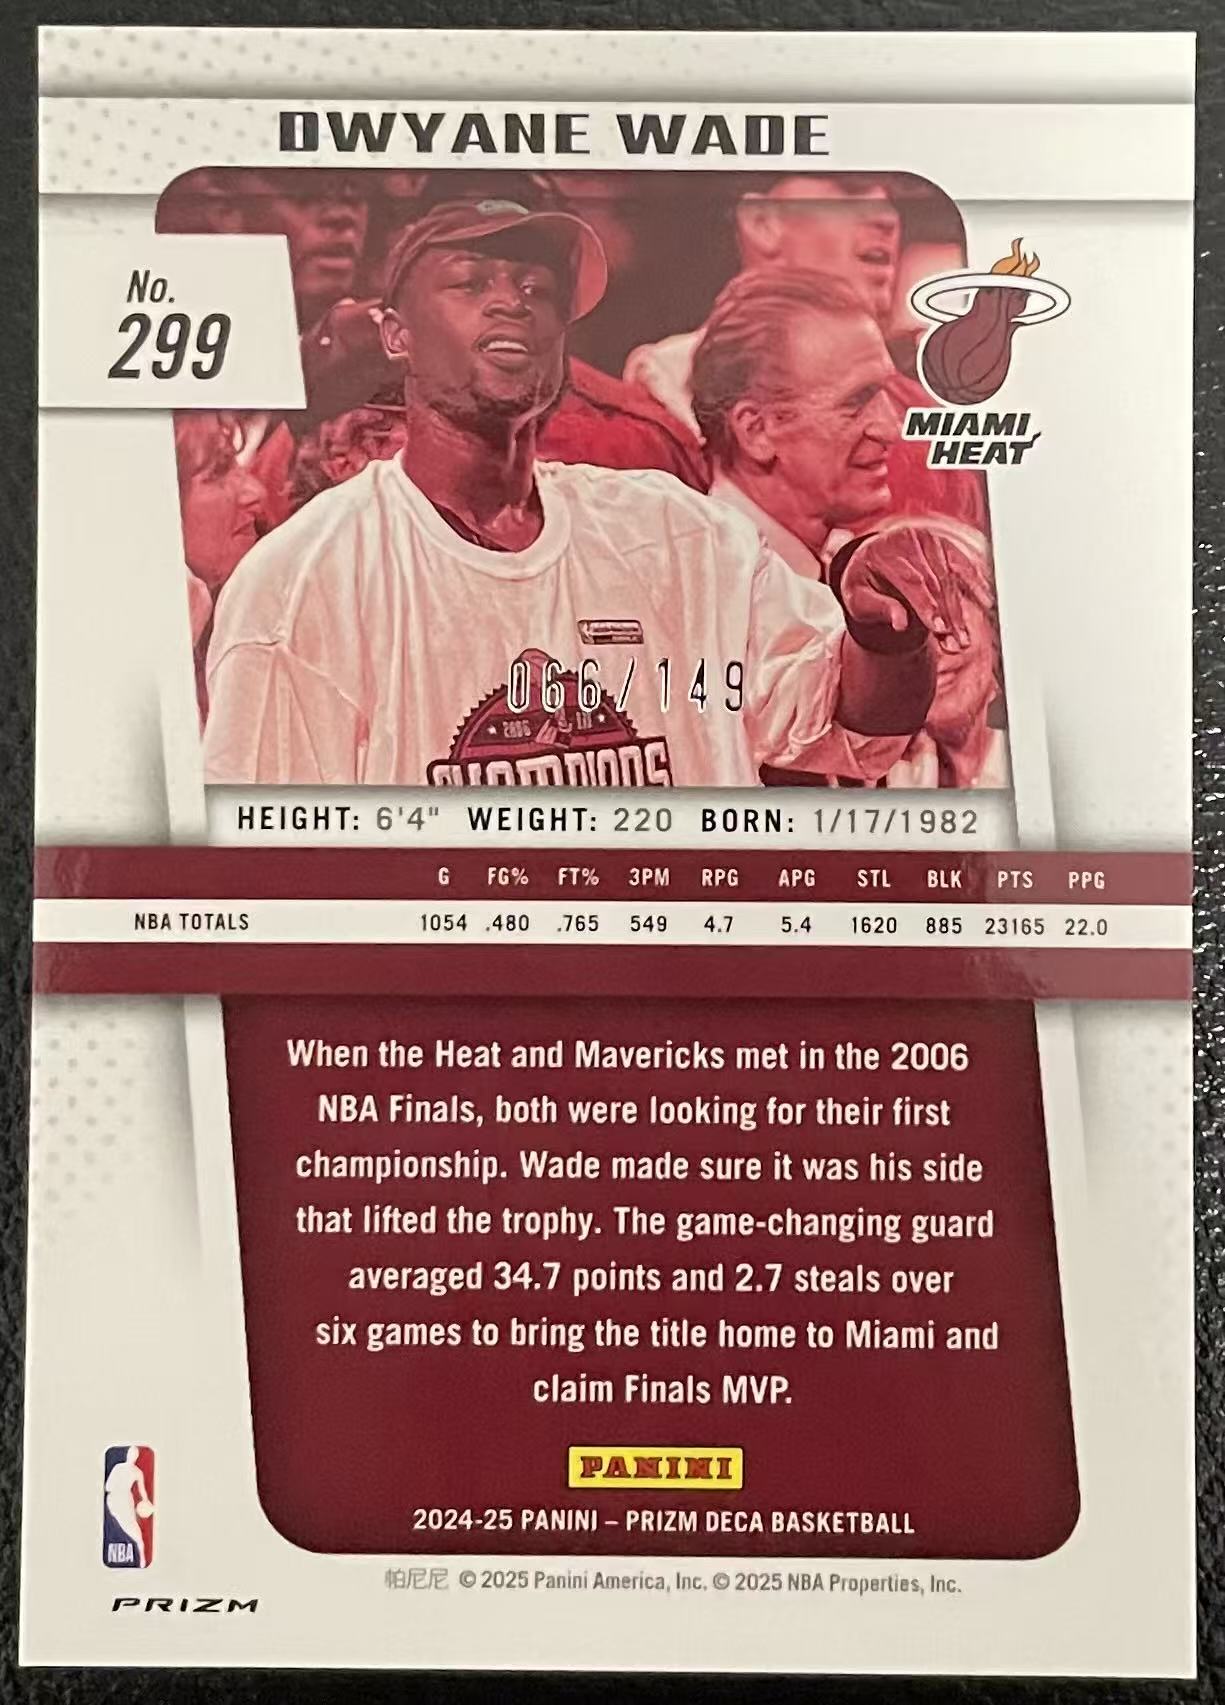 DWYANE WADE
No.
299
MIAMI
HEAT
2006
CHAMPIONS
066/149
HEIGHT: 6'4" WEIGHT: 220 BORN: 1/17/1982
G FG% FT% 3PM RPG APG STL BLK PTS PPG
NBA TOTALS 1054 .480 .765 549 4.7 5.4 1620 885 23165 22.0
When the Heat and Mavericks met in the 2006
NBA Finals, both were looking for their first
championship. Wade made sure it was his side
that lifted the trophy. The game-changing guard
averaged 34.7 points and 2.7 steals over
six games to bring the title home to Miami and
claim Finals MVP.
PANINI
2024-25 PANINI – PRIZM DECA BASKETBALL
NBA
帕尼尼 © 2025 Panini America, Inc. © 2025 NBA Properties, Inc.
PRIZM